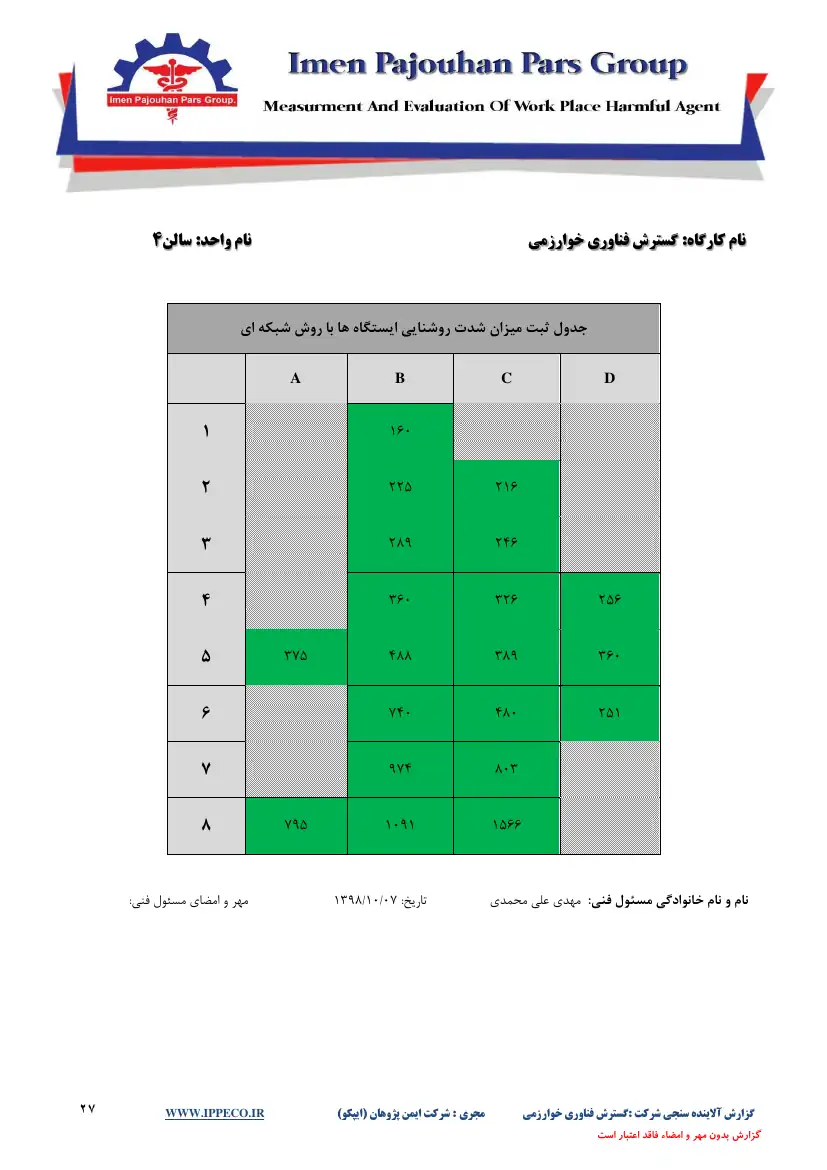 Imen Pajouhan Pars Group
Imen Pajouhan Pars Group.
Measurment And Evaluation Of Work Place Harmful Agent
نام کارگاه: گسترش فناوری خوارزمی نام واحد: سالن۴
جدول ثبت میزان شدت روشنایی ایستگاه ها با روش شبکه ای
A B C D
۱ ۱۶۰
۲ ۲۲۵ ۲۱۶
۳ ۲۸۹ ۲۴۶
۴ ۳۶۰ ۳۲۶ ۲۵۶
۵ ۳۷۵ ۴۸۸ ۳۸۹ ۳۶۰
۶ ۷۴۰ ۴۸۰ ۲۵۱
۷ ۹۷۴ ۸۰۳
۸ ۷۹۵ ۱۰۹۱ ۱۵۶۶
نام و نام خانوادگی مسئول فنی: مهدی علی محمدی تاریخ: ۱۳۹۸/۱۰/۰۷ مهر و امضای مسئول فنی:
گزارش آلاینده سنجی شرکت :گسترش فناوری خوارزمی مجری : شرکت ایمن پژوهان (ایپکو) WWW.IPPECO.IR ۲۷
گزارش بدون مهر و امضاء فاقد اعتبار است